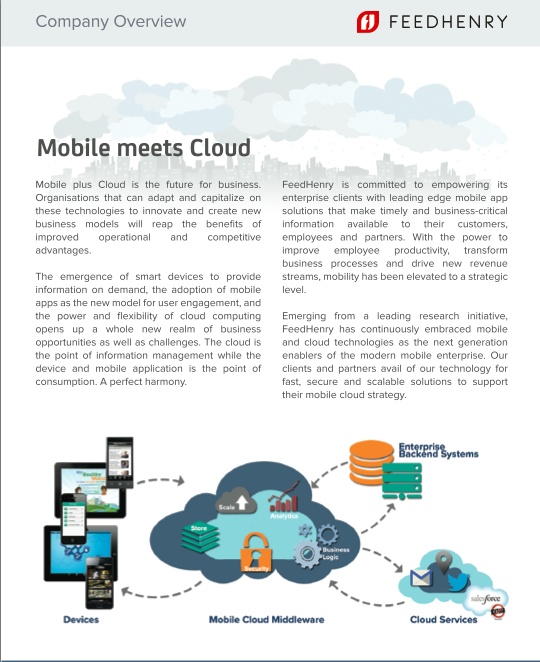 Company Overview
FEEDHENRY
Mobile meets Cloud
Mobile plus Cloud is the future for business.
Organisations that can adapt and capitalize on
these technologies to innovate and create new
business models will reap the benefits of
improved operational and competitive
advantages.
The emergence of smart devices to provide
information on demand, the adoption of mobile
apps as the new model for user engagement, and
the power and flexibility of cloud computing
opens up a whole new realm of business
opportunities as well as challenges. The cloud is
the point of information management while the
device and mobile application is the point of
consumption. A perfect harmony.
FeedHenry is committed to empowering its
enterprise clients with leading edge mobile app
solutions that make timely and business-critical
information available to their customers,
employees and partners. With the power to
improve employee productivity, transform
business processes and drive new revenue
streams, mobility has been elevated to a strategic
level.
Emerging from a leading research initiative,
FeedHenry has continuously embraced mobile
and cloud technologies as the next generation
enablers of the modern mobile enterprise. Our
clients and partners avail of our technology for
fast, secure and scalable solutions to support
their mobile cloud strategy.
Enterprise
Backend Systems
Scale
Analytics
Store
Security
Business
Logic
salesforce
Devices
Mobile Cloud Middleware
Cloud Services